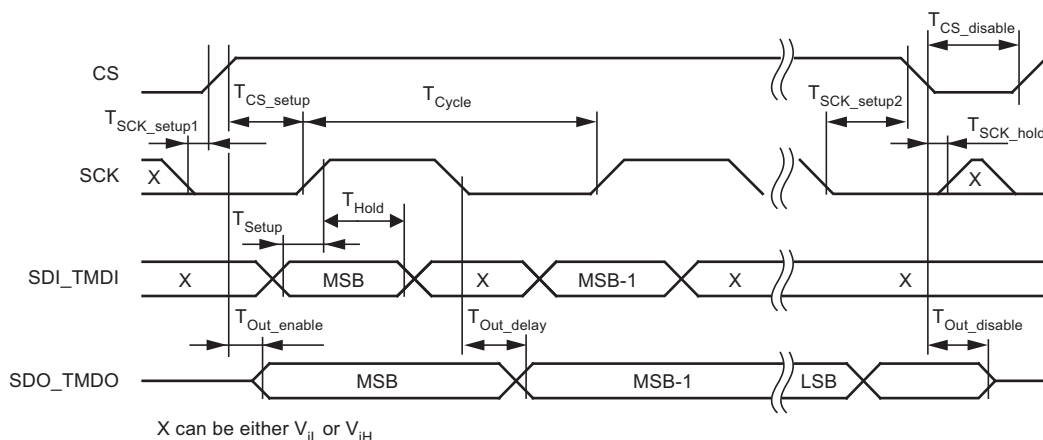 T_CS_disable
CS
T_CS_setup
T_Cycle
T_SCK_setup2
T_SCK_setup1
T_SCK_hold
SCK
X
X
T_Hold
T_Setup
SDI_TMDI
X
MSB
X
MSB-1
X
X
T_Out_enable
T_Out_delay
T_Out_disable
SDO_TMDO
MSB
MSB-1
LSB
X can be either V_iL or V_iH